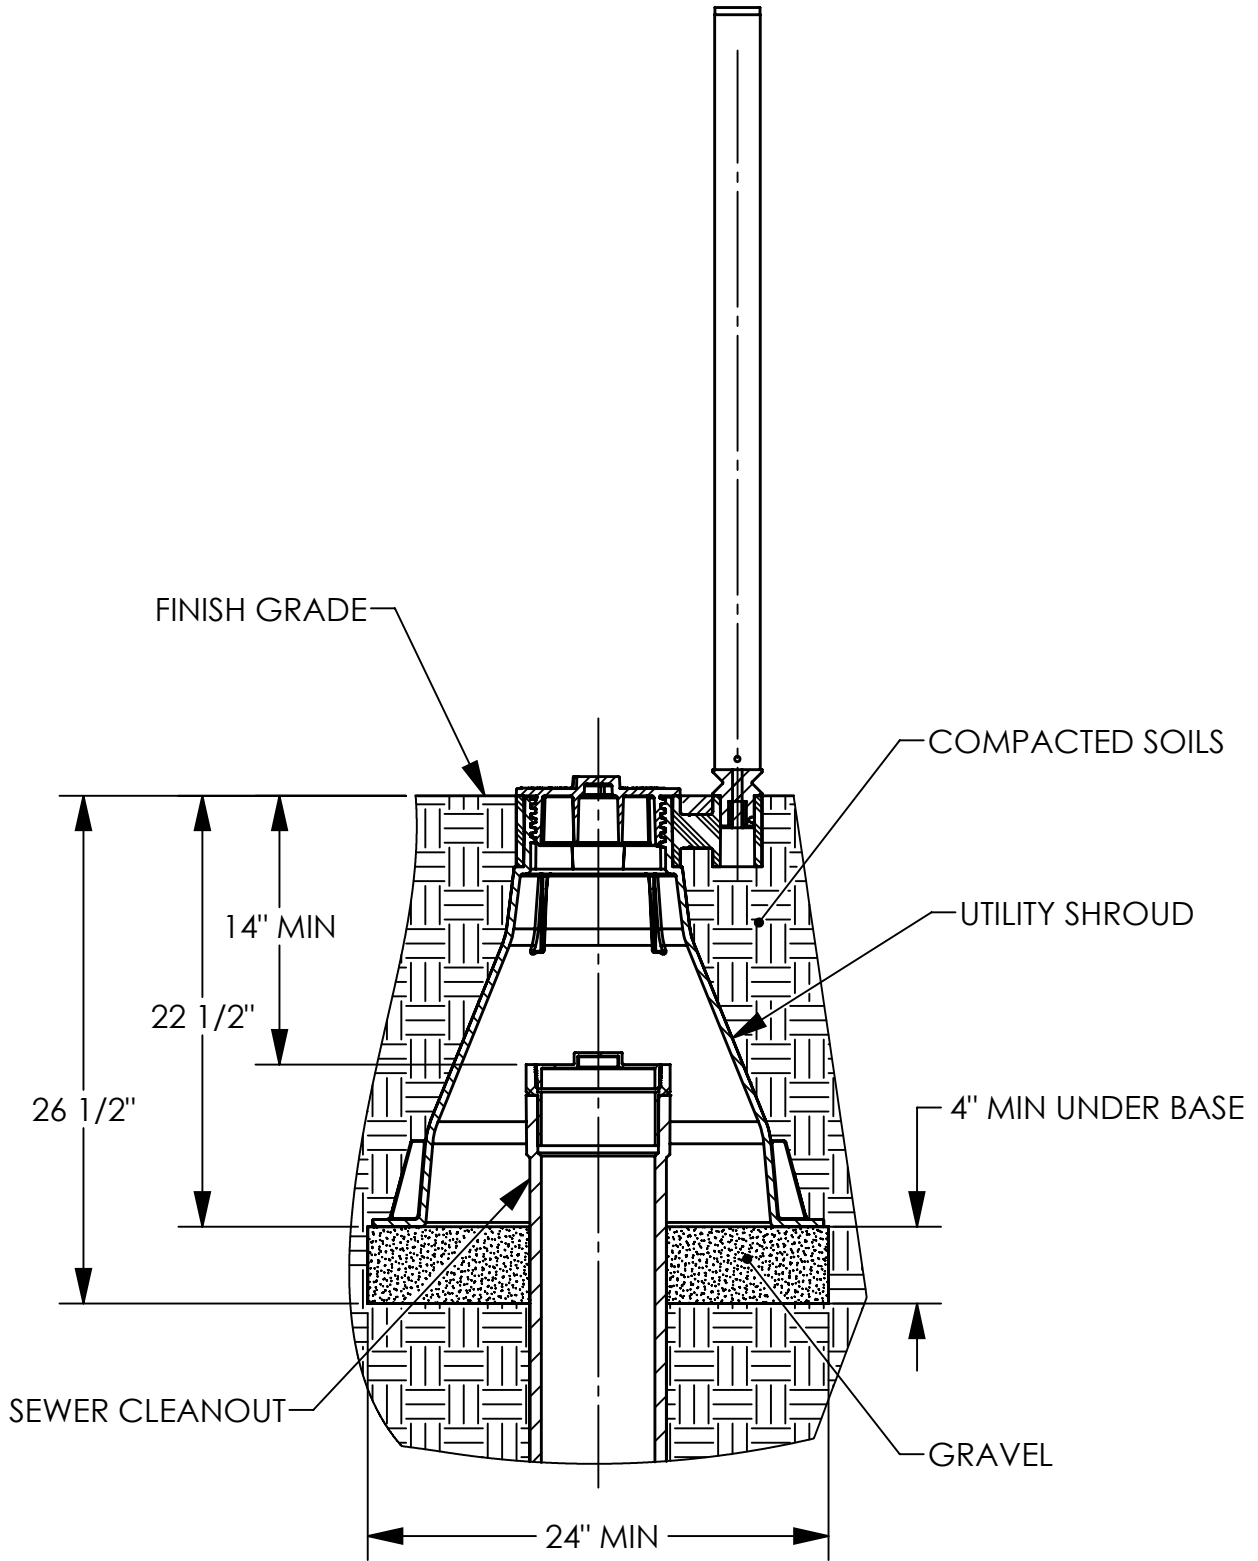 FINISH GRADE
COMPACTED SOILS
UTILITY SHROUD
14" MIN
22 1/2"
26 1/2"
4" MIN UNDER BASE
SEWER CLEANOUT
GRAVEL
24" MIN